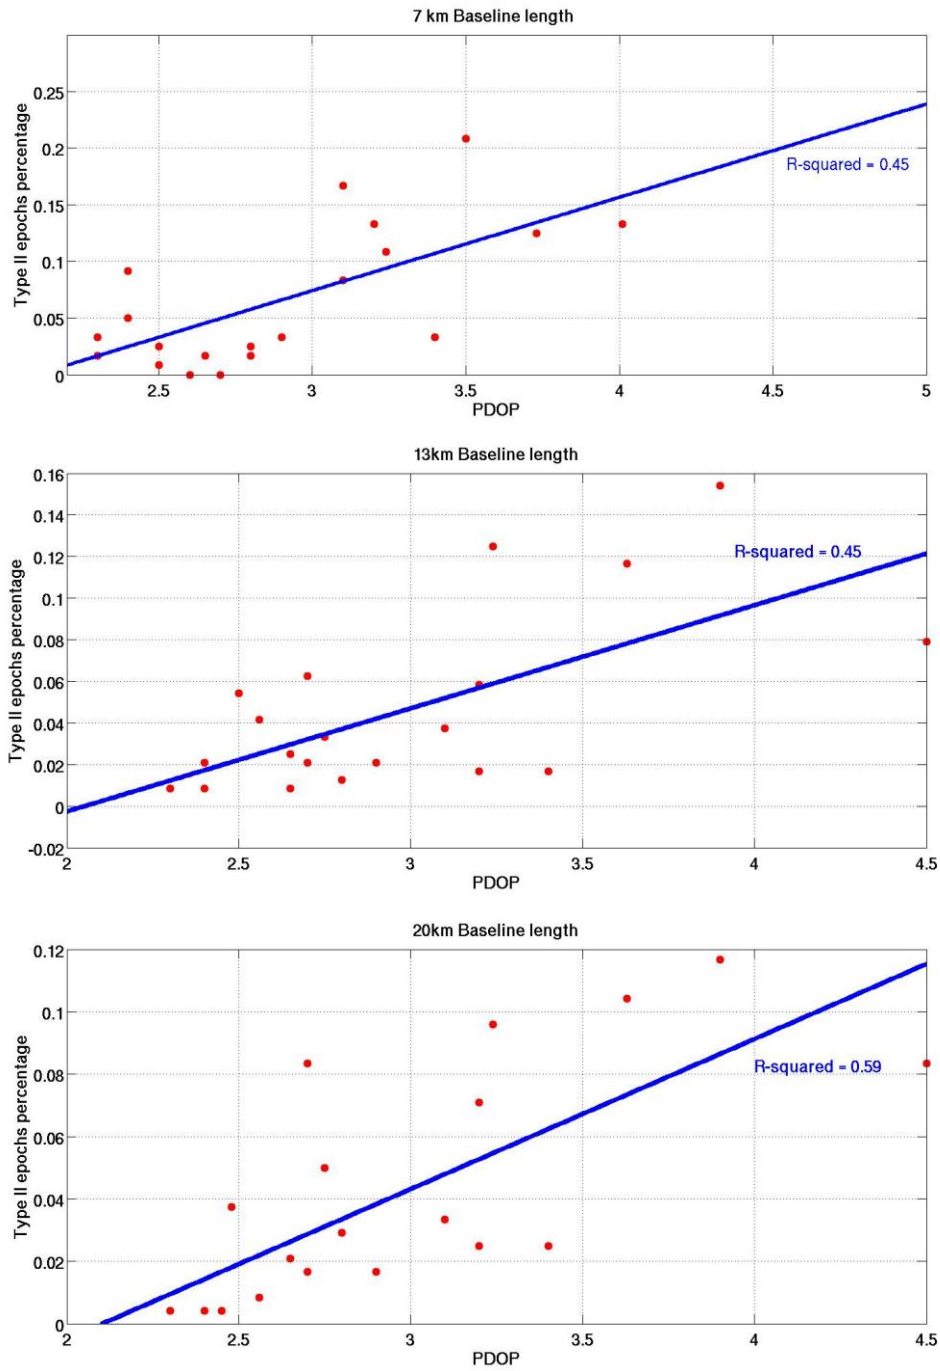 7 km Baseline length
0.25
0.2
0.15
0.1
0.05
0
Type II epochs percentage
R-squared = 0.45
2.5 3 3.5 4 4.5 5
PDOP
13km Baseline length
0.16
0.14
0.12
0.1
0.08
0.06
0.04
0.02
0
-0.02
Type II epochs percentage
R-squared = 0.45
2 2.5 3 3.5 4 4.5
PDOP
20km Baseline length
0.12
0.1
0.08
0.06
0.04
0.02
0
Type II epochs percentage
R-squared = 0.59
2 2.5 3 3.5 4 4.5
PDOP